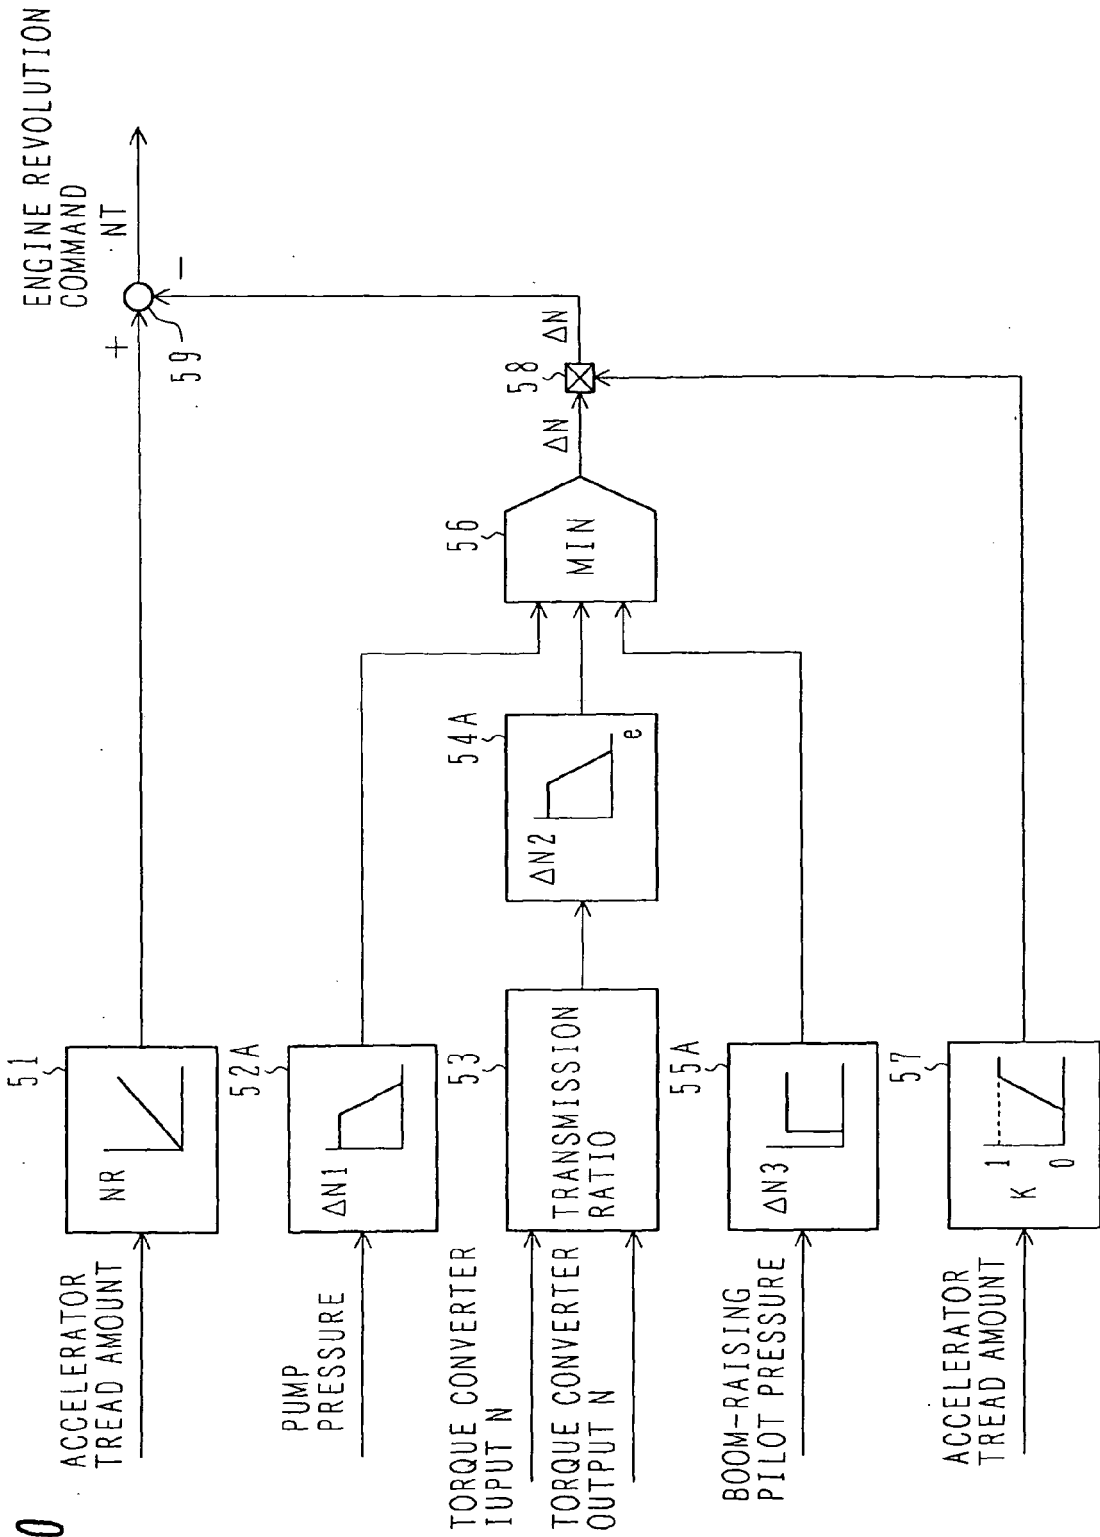 0
ACCELERATOR
TREAD AMOUNT
51
NR
ENGINE REVOLUTION
COMMAND
NT
+
−
59
PUMP
PRESSURE
52A
ΔN1
TORQUE CONVERTER
IUPUT N
TORQUE CONVERTER
OUTPUT N
53
TRANSMISSION
RATIO
54A
ΔN2
e
56
MIN
ΔN
58
ΔN
BOOM-RAISING
PILOT PRESSURE
55A
ΔN3
ACCELERATOR
TREAD AMOUNT
57
K
1
0